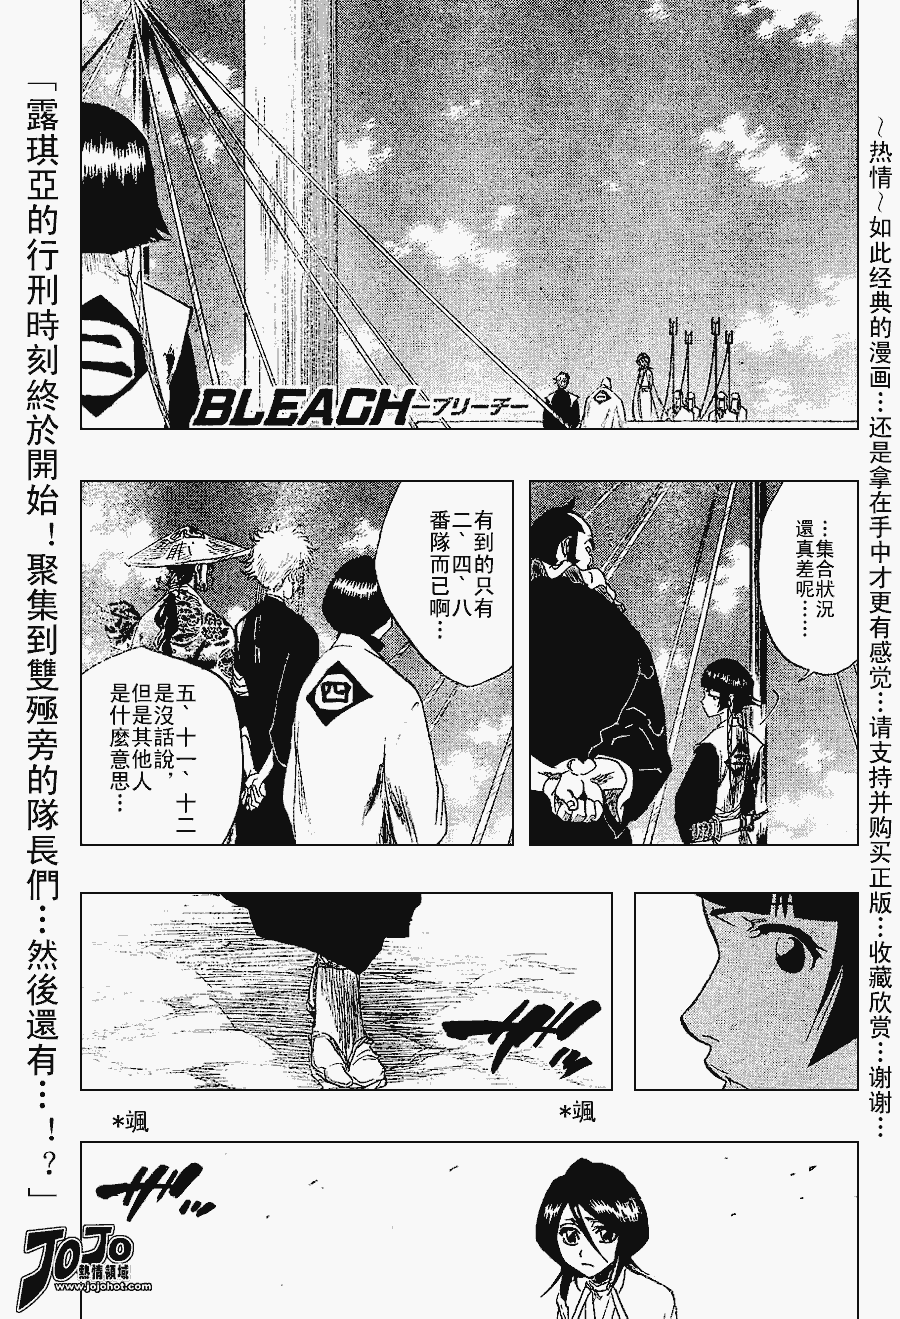 ～热情～如此经典的漫画…还是拿在手中才更有感觉…请支持并购买正版…收藏欣赏…谢谢…
二
BLEACH
ーブリーチー
…集合狀況
還真差呢……
有到的只有
二、四、八
番隊而已啊…
四
五、十一、十二
是沒話說，
但是其他人
是什麼意思…
*颯
*颯
「露琪亞的行刑時刻終於開始！聚集到雙殛旁的隊長們…然後還有…！？」
JOJO
熱情領域
www.jojohot.com